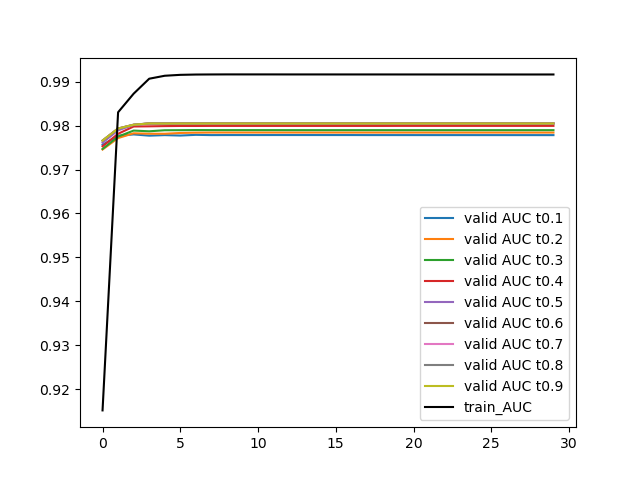 0.99
0.98
0.97
0.96
0.95
0.94
0.93
0.92
valid AUC t0.1
valid AUC t0.2
valid AUC t0.3
valid AUC t0.4
valid AUC t0.5
valid AUC t0.6
valid AUC t0.7
valid AUC t0.8
valid AUC t0.9
train_AUC
0 5 10 15 20 25 30